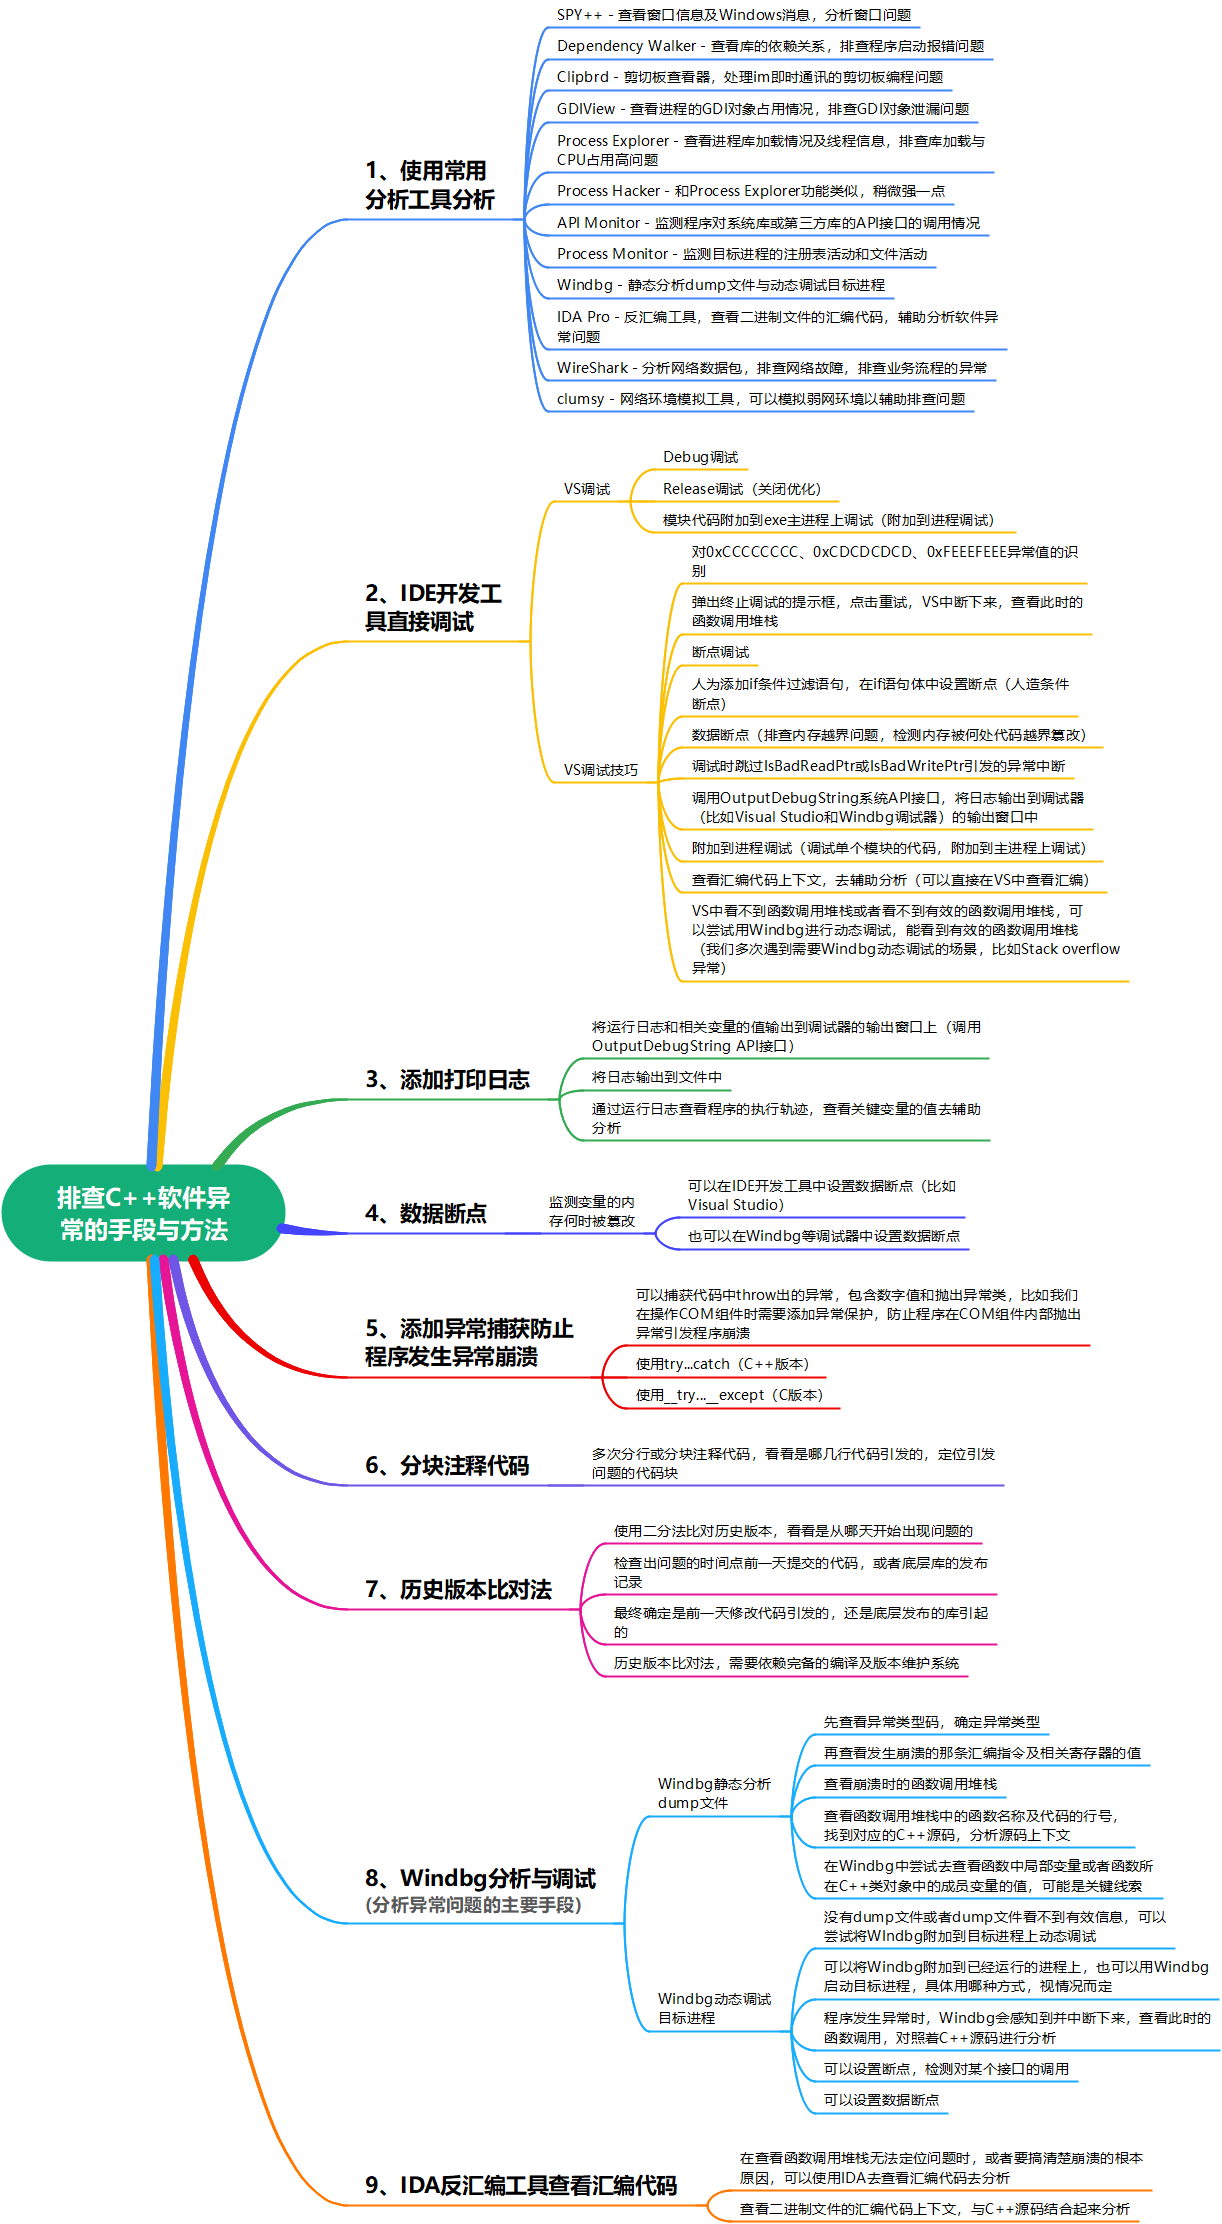 SPY++ - 查看窗口信息及Windows消息，分析窗口问题
Dependency Walker - 查看库的依赖关系，排查程序启动报错问题
Clipbrd - 剪切板查看器，处理im即时通讯的剪切板编程问题
GDIView - 查看进程的GDI对象占用情况，排查GDI对象泄漏问题
Process Explorer - 查看进程库加载情况及线程信息，排查库加载与
CPU占用高问题
1、使用常用
分析工具分析
Process Hacker - 和Process Explorer功能类似，稍微强一点
API Monitor - 监测程序对系统库或第三方库的API接口的调用情况
Process Monitor - 监测目标进程的注册表活动和文件活动
Windbg - 静态分析dump文件与动态调试目标进程
IDA Pro - 反汇编工具，查看二进制文件的汇编代码，辅助分析软件异
常问题
WireShark - 分析网络数据包，排查网络故障，排查业务流程的异常
clumsy - 网络环境模拟工具，可以模拟弱网环境以辅助排查问题
2、IDE开发工
具直接调试
VS调试
Debug调试
Release调试（关闭优化）
模块代码附加到exe主进程上调试（附加到进程调试）
VS调试技巧
对0xCCCCCCCC、0xCDCDCDCD、0xFEEEFEEE异常值的识
别
弹出终止调试的提示框，点击重试，VS中断下来，查看此时的
函数调用堆栈
断点调试
人为添加if条件过滤语句，在if语句体中设置断点（人造条件
断点）
数据断点（排查内存越界问题，检测内存被何处代码越界篡改）
调试时跳过IsBadReadPtr或IsBadWritePtr引发的异常中断
调用OutputDebugString系统API接口，将日志输出到调试器
（比如Visual Studio和Windbg调试器）的输出窗口中
附加到进程调试（调试单个模块的代码，附加到主进程上调试）
查看汇编代码上下文，去辅助分析（可以直接在VS中查看汇编）
VS中看不到函数调用堆栈或者看不到有效的函数调用堆栈，可
以尝试用Windbg进行动态调试，能看到有效的函数调用堆栈
（我们多次遇到需要Windbg动态调试的场景，比如Stack overflow
异常）
3、添加打印日志
将运行日志和相关变量的值输出到调试器的输出窗口上（调用
OutputDebugString API接口）
将日志输出到文件中
通过运行日志查看程序的执行轨迹，查看关键变量的值去辅助
分析
排查C++软件异
常的手段与方法
4、数据断点
监测变量的内
存何时被篡改
可以在IDE开发工具中设置数据断点（比如
Visual Studio）
也可以在Windbg等调试器中设置数据断点
5、添加异常捕获防止
程序发生异常崩溃
可以捕获代码中throw出的异常，包含数字值和抛出异常类，比如我们
在操作COM组件时需要添加异常保护，防止程序在COM组件内部抛出
异常引发程序崩溃
使用try...catch（C++版本）
使用__try...__except（C版本）
6、分块注释代码
多次分行或分块注释代码，看看是哪几行代码引发的，定位引发
问题的代码块
7、历史版本比对法
使用二分法比对历史版本，看看是从哪天开始出现问题的
检查出问题的时间点前一天提交的代码，或者底层库的发布
记录
最终确定是前一天修改代码引发的，还是底层发布的库引起
的
历史版本比对法，需要依赖完备的编译及版本维护系统
8、Windbg分析与调试
(分析异常问题的主要手段)
Windbg静态分析
dump文件
先查看异常类型码，确定异常类型
再查看发生崩溃的那条汇编指令及相关寄存器的值
查看崩溃时的函数调用堆栈
查看函数调用堆栈中的函数名称及代码的行号，
找到对应的C++源码，分析源码上下文
在Windbg中尝试去查看函数中局部变量或者函数所
在C++类对象中的成员变量的值，可能是关键线索
Windbg动态调试
目标进程
没有dump文件或者dump文件看不到有效信息，可以
尝试将WIndbg附加到目标进程上动态调试
可以将Windbg附加到已经运行的进程上，也可以用Windbg
启动目标进程，具体用哪种方式，视情况而定
程序发生异常时，Windbg会感知到并中断下来，查看此时的
函数调用，对照着C++源码进行分析
可以设置断点，检测对某个接口的调用
可以设置数据断点
9、IDA反汇编工具查看汇编代码
在查看函数调用堆栈无法定位问题时，或者要搞清楚崩溃的根本
原因，可以使用IDA去查看汇编代码去分析
查看二进制文件的汇编代码上下文，与C++源码结合起来分析